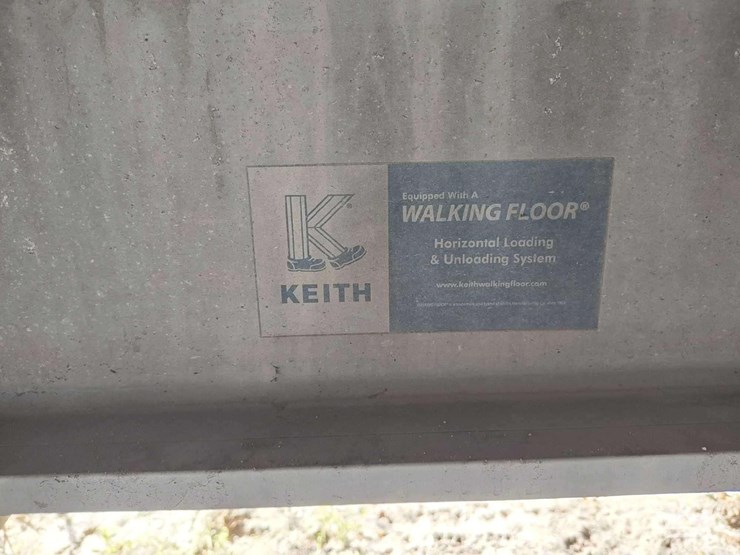 K®
KEITH
Equipped With A
WALKING FLOOR®
Horizontal Loading
& Unloading System
www.keithwalkingfloor.com